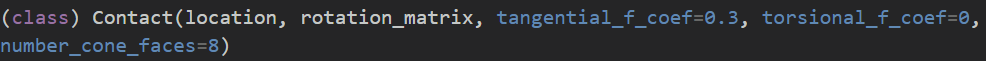 (class) Contact(location, rotation_matrix, tangential_f_coef=0.3, torsional_f_coef=0,
number_cone_faces=8)